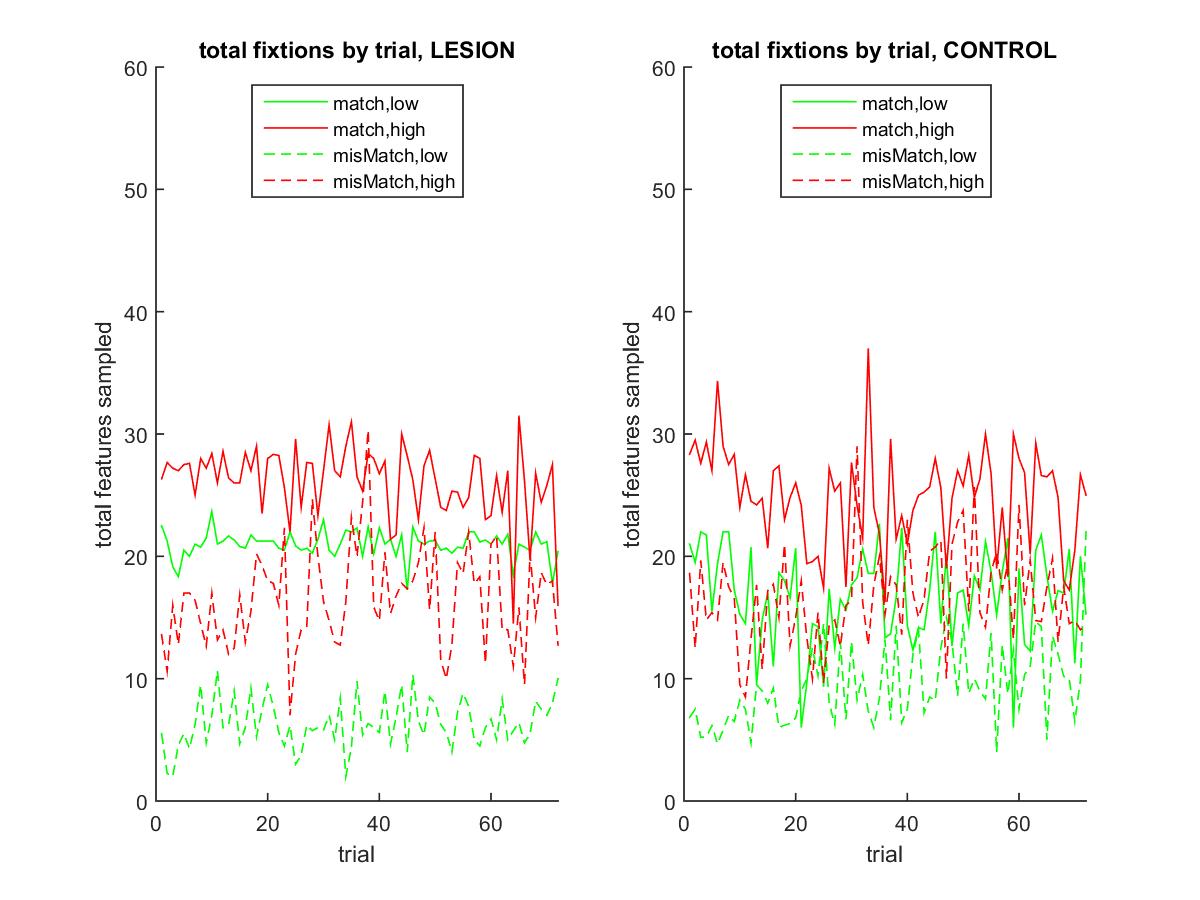 total fixtions by trial, LESION
60
50
40
30
20
10
0
0 20 40 60
total features sampled
trial
match,low
match,high
misMatch,low
misMatch,high
total fixtions by trial, CONTROL
60
50
40
30
20
10
0
0 20 40 60
total features sampled
trial
match,low
match,high
misMatch,low
misMatch,high